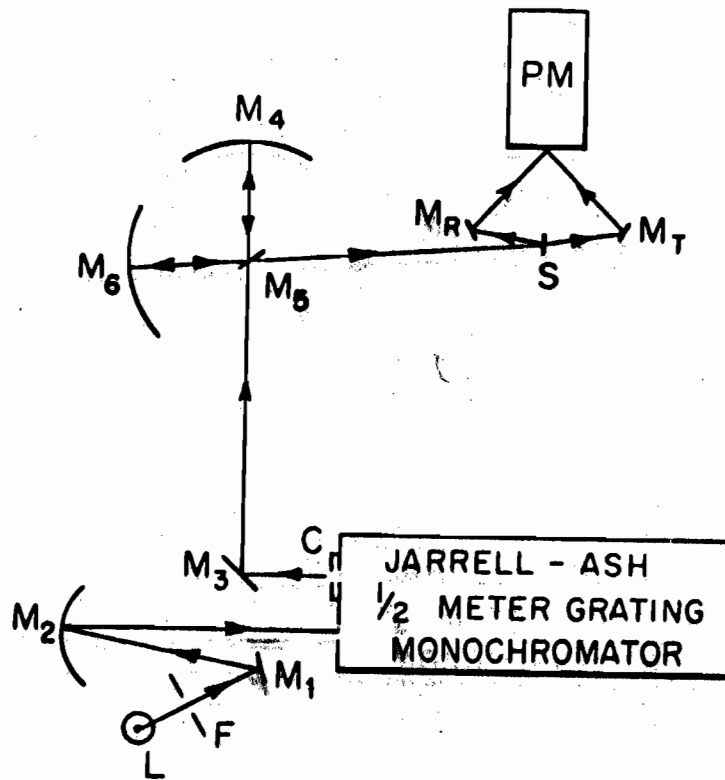 PM
M4
MR
MT
M6
M5
S
C
M3
JARRELL - ASH
1/2 METER GRATING
MONOCHROMATOR
M2
M1
F
L